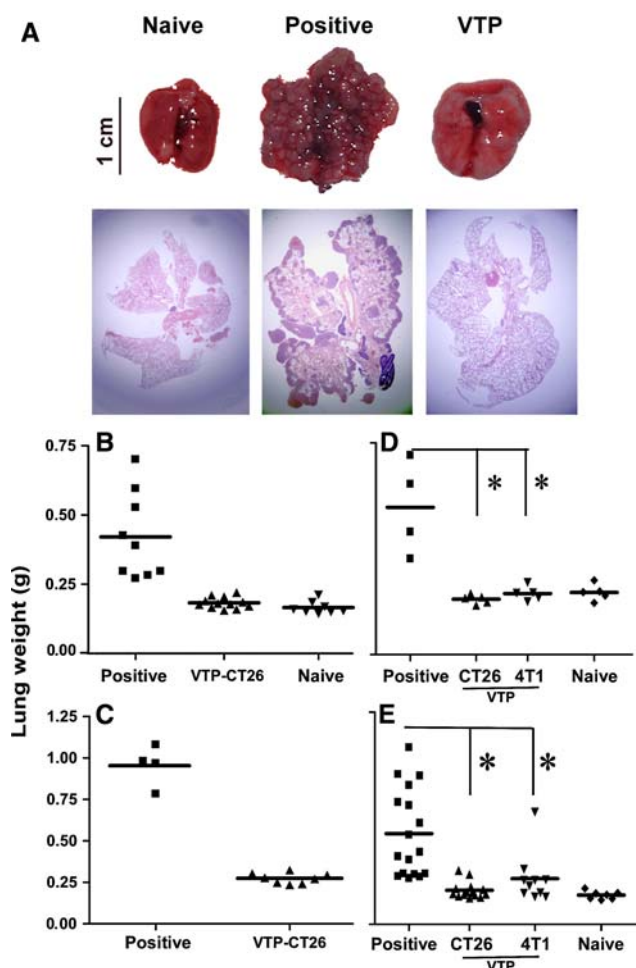 A
Naive Positive VTP
1 cm
Lung weight (g)
B
0.75
0.50
0.25
0.00
Positive VTP-CT26 Naive
D
*
*
Positive CT26 4T1 Naive
VTP
C
1.25
1.00
0.75
0.50
0.25
0.00
Positive VTP-CT26
E
*
*
Positive CT26 4T1 Naive
VTP